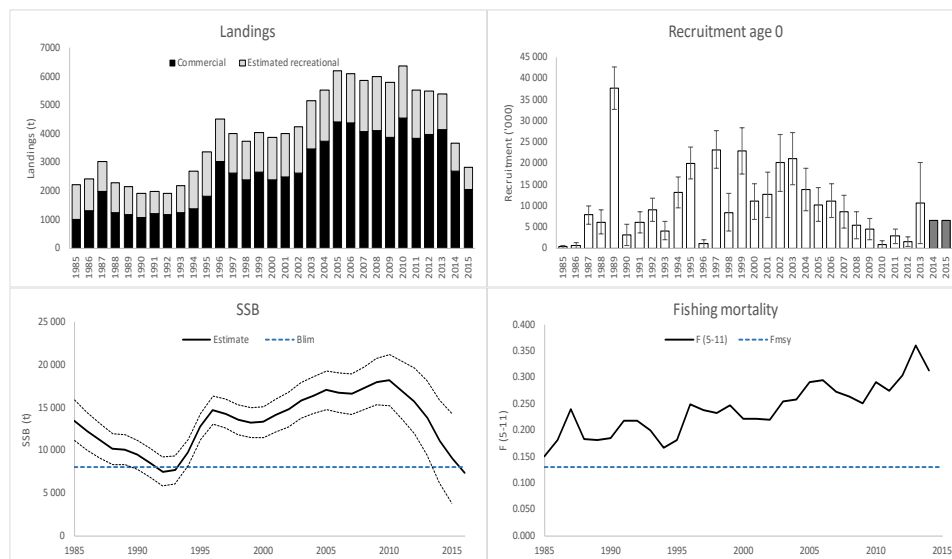 Landings
7000
6000
5000
4000
3000
2000
1000
0
Landings (t)
Commercial
Estimated recreational
1985 1986 1987 1988 1989 1990 1991 1992 1993 1994 1995 1996 1997 1998 1999 2000 2001 2002 2003 2004 2005 2006 2007 2008 2009 2010 2011 2012 2013 2014 2015
Recruitment age 0
45 000
40 000
35 000
30 000
25 000
20 000
15 000
10 000
5 000
0
Recruitment ('000)
1985 1986 1987 1988 1989 1990 1991 1992 1993 1994 1995 1996 1997 1998 1999 2000 2001 2002 2003 2004 2005 2006 2007 2008 2009 2010 2011 2012 2013 2014 2015
SSB
25 000
20 000
15 000
10 000
5 000
0
SSB (t)
Estimate
Blim
1985 1990 1995 2000 2005 2010 2015
Fishing mortality
0.400
0.350
0.300
0.250
0.200
0.150
0.100
0.050
0.000
F (5-11)
F (5-11)
Fmsy
1985 1990 1995 2000 2005 2010 2015